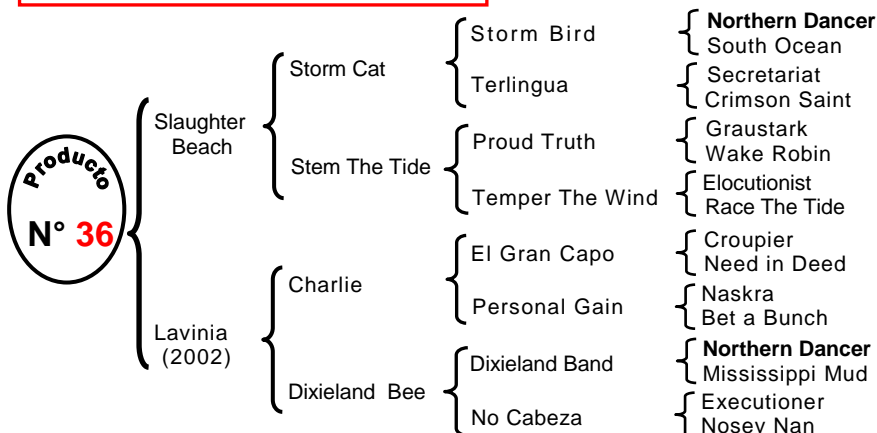 Producto
N° 36
Slaughter
Beach
Lavinia
(2002)
Storm Cat
Stem The Tide
Charlie
Dixieland Bee
Storm Bird
Terlingua
Proud Truth
Temper The Wind
El Gran Capo
Personal Gain
Dixieland Band
No Cabeza
Northern Dancer
South Ocean
Secretariat
Crimson Saint
Graustark
Wake Robin
Elocutionist
Race The Tide
Croupier
Need in Deed
Naskra
Bet a Bunch
Northern Dancer
Mississippi Mud
Executioner
Nosey Nan